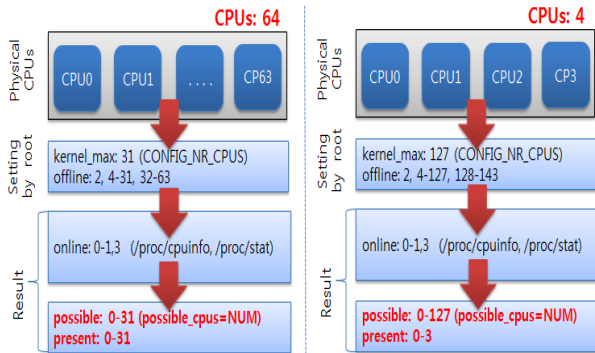 CPUs: 64
Physical
CPUs
CPU0
CPU1
. . . .
CP63
Setting
by root
kernel_max: 31 (CONFIG_NR_CPUS)
offline: 2, 4-31, 32-63
Result
online: 0-1,3 (/proc/cpuinfo, /proc/stat)
possible: 0-31 (possible_cpus=NUM)
present: 0-31
CPUs: 4
Physical
CPUs
CPU0
CPU1
CPU2
CP3
Setting
by root
kernel_max: 127 (CONFIG_NR_CPUS)
offline: 2, 4-127, 128-143
Result
online: 0-1,3 (/proc/cpuinfo, /proc/stat)
possible: 0-127 (possible_cpus=NUM)
present: 0-3